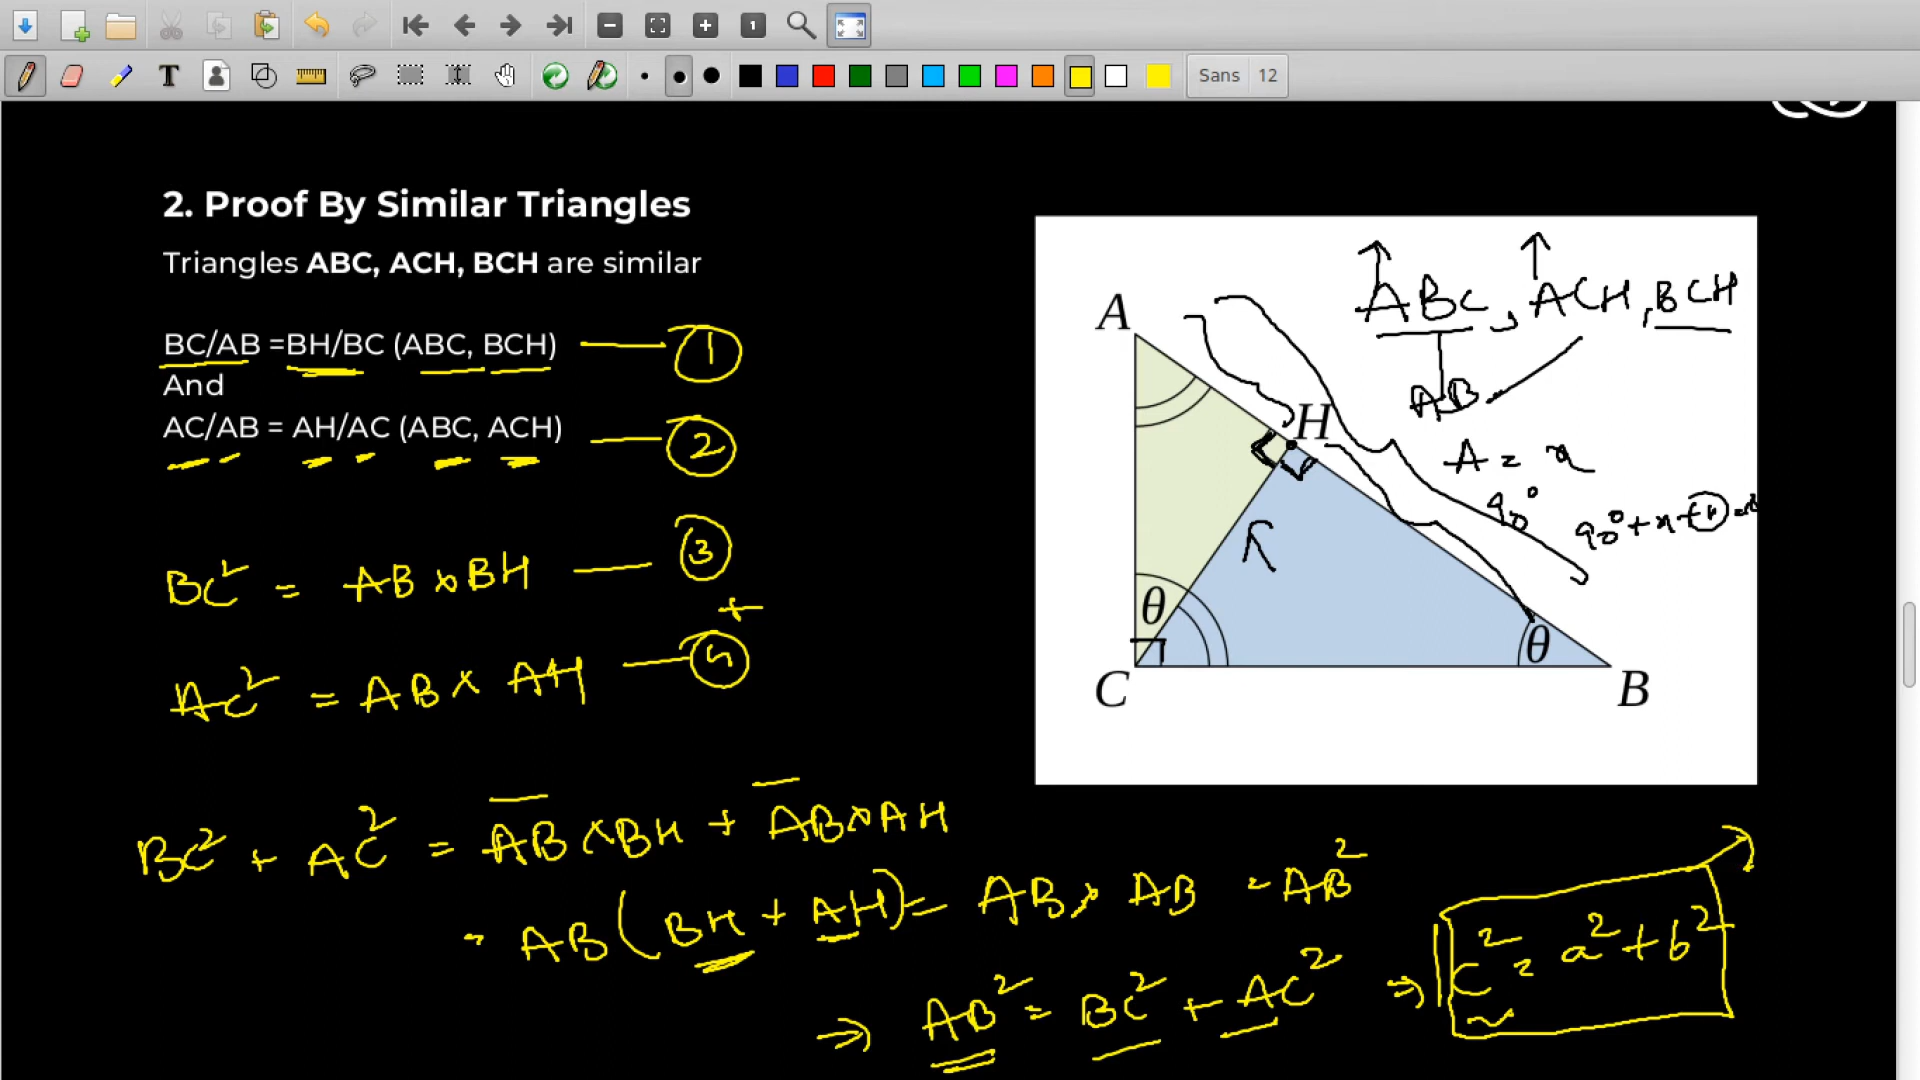 Sans 12
2. Proof By Similar Triangles
Triangles ABC, ACH, BCH are similar
BC/AB =BH/BC (ABC, BCH) — 1
And
AC/AB = AH/AC (ABC, ACH) — 2
BC² = AB × BH — 3
+
AC² = AB × AH — 4
BC² + AC² = AB × BH + AB × AH
= AB (BH + AH) = AB × AB = AB²
⇒ AB² = BC² + AC² ⇒ c² = a² + b²
ABC, ACH, BCH
AB
A = x
90°
90° + x +
A
H
θ
θ
C
B